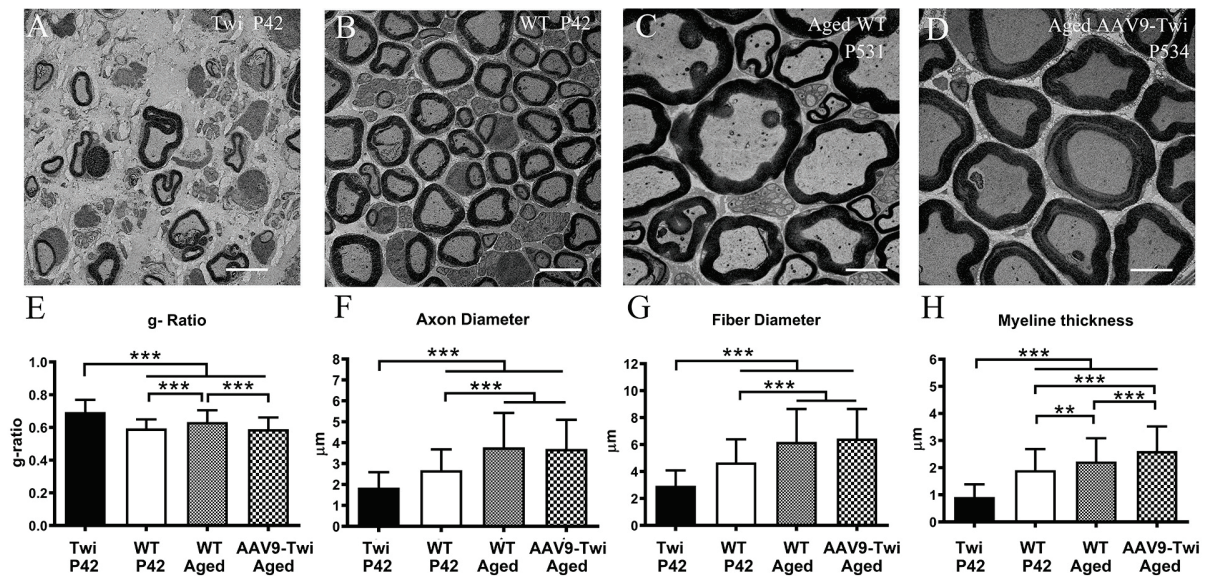 A
Twi P42
B
WT P42
C
Aged WT
P531
D
Aged AAV9-Twi
P534
E
g- Ratio
g-ratio
1.0
0.8
0.6
0.4
0.2
0.0
***
***
***
Twi
P42
WT
P42
WT
Aged
AAV9-Twi
Aged
F
Axon Diameter
μm
8
7
6
5
4
3
2
1
0
***
***
Twi
P42
WT
P42
WT
Aged
AAV9-Twi
Aged
G
Fiber Diameter
μm
12
10
8
6
4
2
0
***
***
Twi
P42
WT
P42
WT
Aged
AAV9-Twi
Aged
H
Myeline thickness
μm
6
5
4
3
2
1
0
***
***
**
***
Twi
P42
WT
P42
WT
Aged
AAV9-Twi
Aged